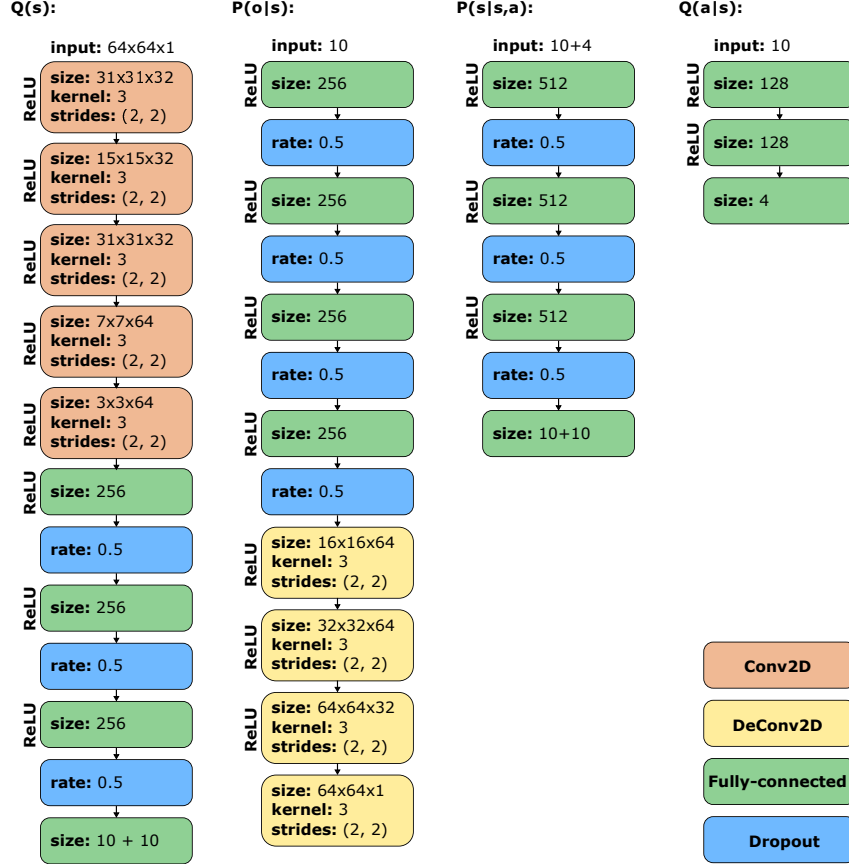 Q(s):
input: 64x64x1
ReLU
size: 31x31x32
kernel: 3
strides: (2, 2)
ReLU
size: 15x15x32
kernel: 3
strides: (2, 2)
ReLU
size: 31x31x32
kernel: 3
strides: (2, 2)
ReLU
size: 7x7x64
kernel: 3
strides: (2, 2)
ReLU
size: 3x3x64
kernel: 3
strides: (2, 2)
ReLU
size: 256
rate: 0.5
ReLU
size: 256
rate: 0.5
ReLU
size: 256
rate: 0.5
size: 10 + 10
P(o|s):
input: 10
ReLU
size: 256
rate: 0.5
ReLU
size: 256
rate: 0.5
ReLU
size: 256
rate: 0.5
ReLU
size: 256
rate: 0.5
ReLU
size: 16x16x64
kernel: 3
strides: (2, 2)
ReLU
size: 32x32x64
kernel: 3
strides: (2, 2)
ReLU
size: 64x64x32
kernel: 3
strides: (2, 2)
size: 64x64x1
kernel: 3
strides: (2, 2)
P(s|s,a):
input: 10+4
ReLU
size: 512
rate: 0.5
ReLU
size: 512
rate: 0.5
ReLU
size: 512
rate: 0.5
size: 10+10
Q(a|s):
input: 10
ReLU
size: 128
ReLU
size: 128
size: 4
Conv2D
DeConv2D
Fully-connected
Dropout